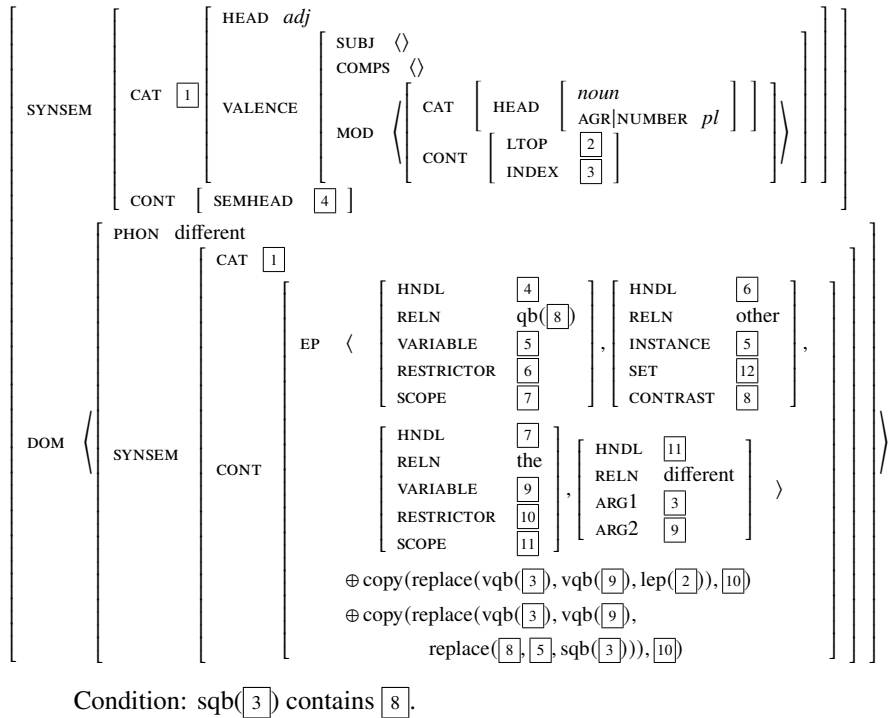 HEAD adj
SUBJ ⟨⟩
COMPS ⟨⟩
SYNSEM CAT 1 VALENCE MOD ⟨ CAT [ HEAD [ noun
AGR|NUMBER pl ] ]
CONT [ LTOP 2
INDEX 3 ] ⟩
CONT [ SEMHEAD 4 ]
PHON different
CAT 1
EP ⟨ [ HNDL 4
RELN qb(8)
VARIABLE 5
RESTRICTOR 6
SCOPE 7 ],
[ HNDL 6
RELN other
INSTANCE 5
SET 12
CONTRAST 8 ],
DOM ⟨ SYNSEM CONT
[ HNDL 7
RELN the
VARIABLE 9
RESTRICTOR 10
SCOPE 11 ],
[ HNDL 11
RELN different
ARG1 3
ARG2 9 ] ⟩
⊕ copy(replace(vqb(3), vqb(9), lep(2)), 10)
⊕ copy(replace(vqb(3), vqb(9),
replace(8, 5, sqb(3))), 10) ⟩
Condition: sqb(3) contains 8.